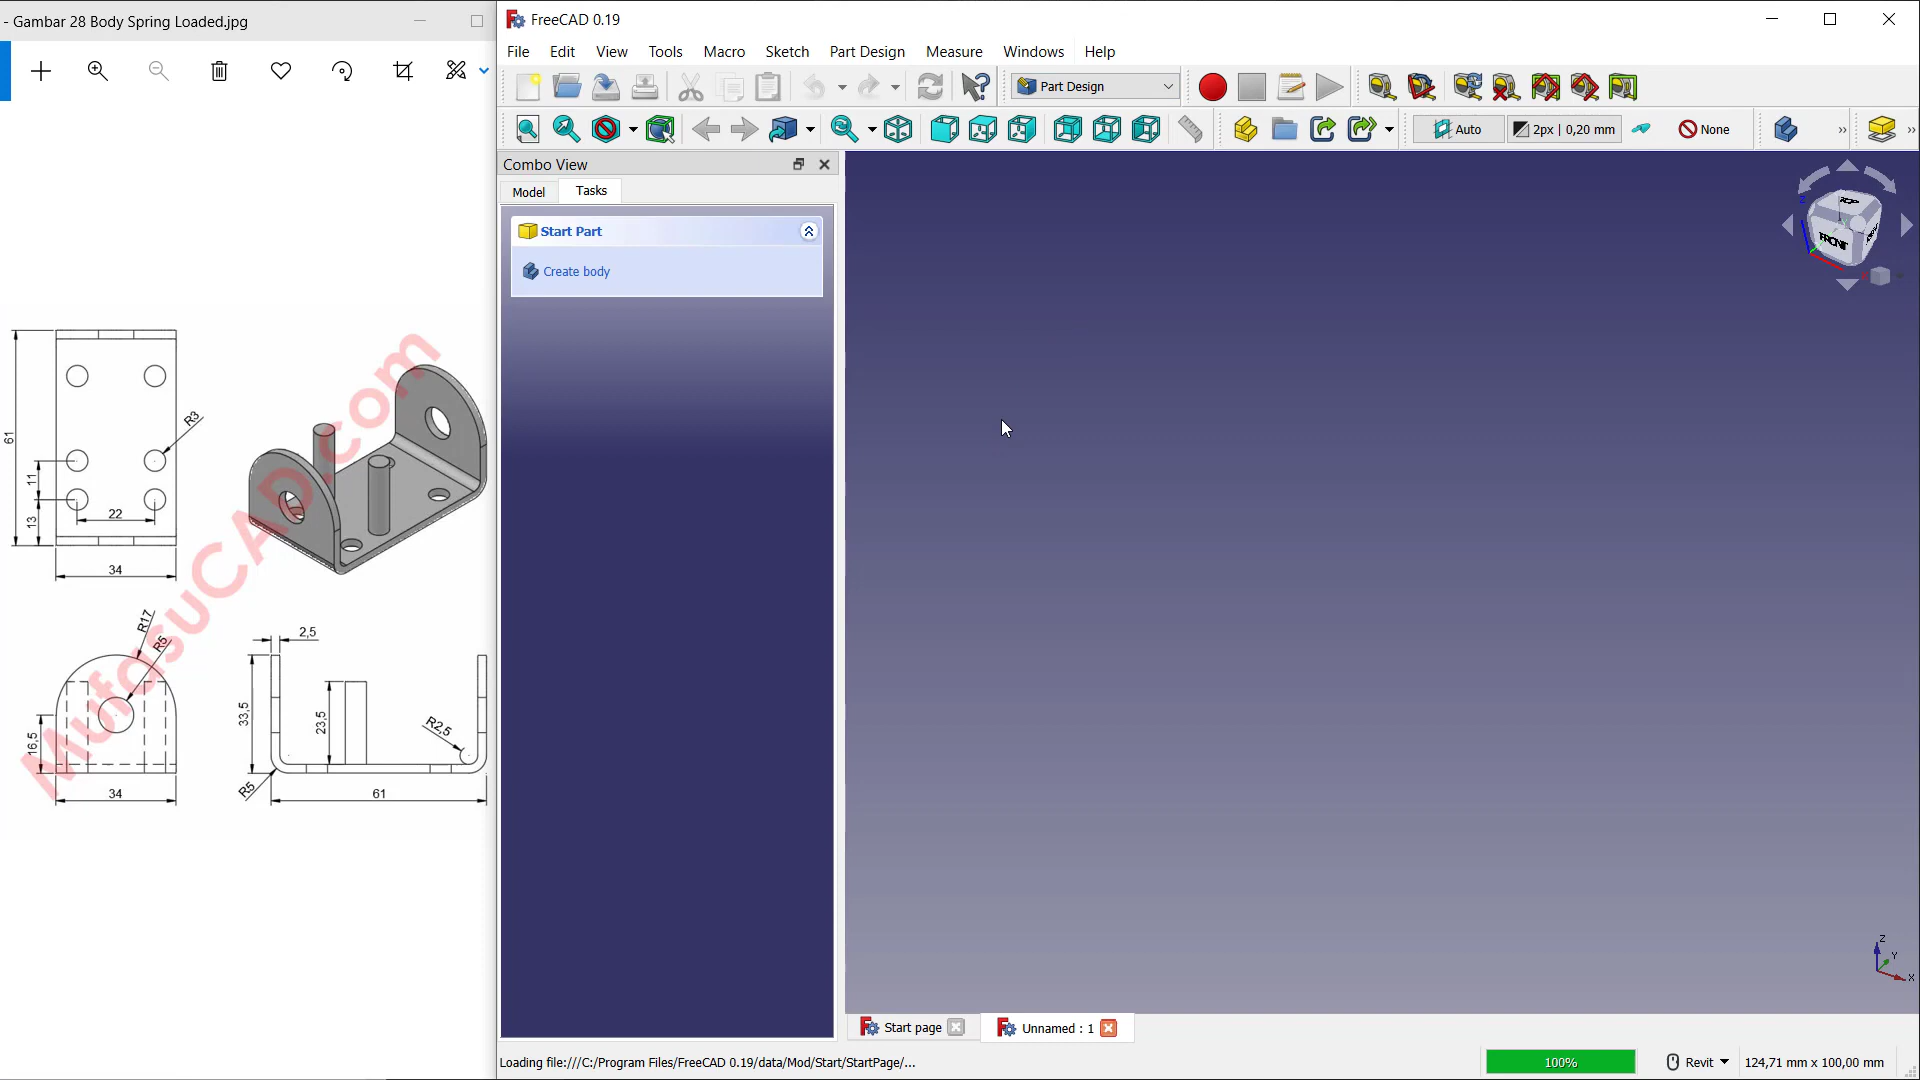 - Gambar 28 Body Spring Loaded.jpg
FreeCAD 0.19
File Edit View Tools Macro Sketch Part Design Measure Windows Help
Part Design
Auto
2px | 0,20 mm
None
Combo View
Model
Tasks
Start Part
Create body
TOP
FRONT
61
11
13
22
R3
34
MufasuCAD.com
R17
R5
16,5
34
2,5
33,5
23,5
R2,5
R5
61
Z
Y
X
Start page
Unnamed : 1
Loading file:///C:/Program Files/FreeCAD 0.19/data/Mod/Start/StartPage/...
100%
Revit
124,71 mm x 100,00 mm